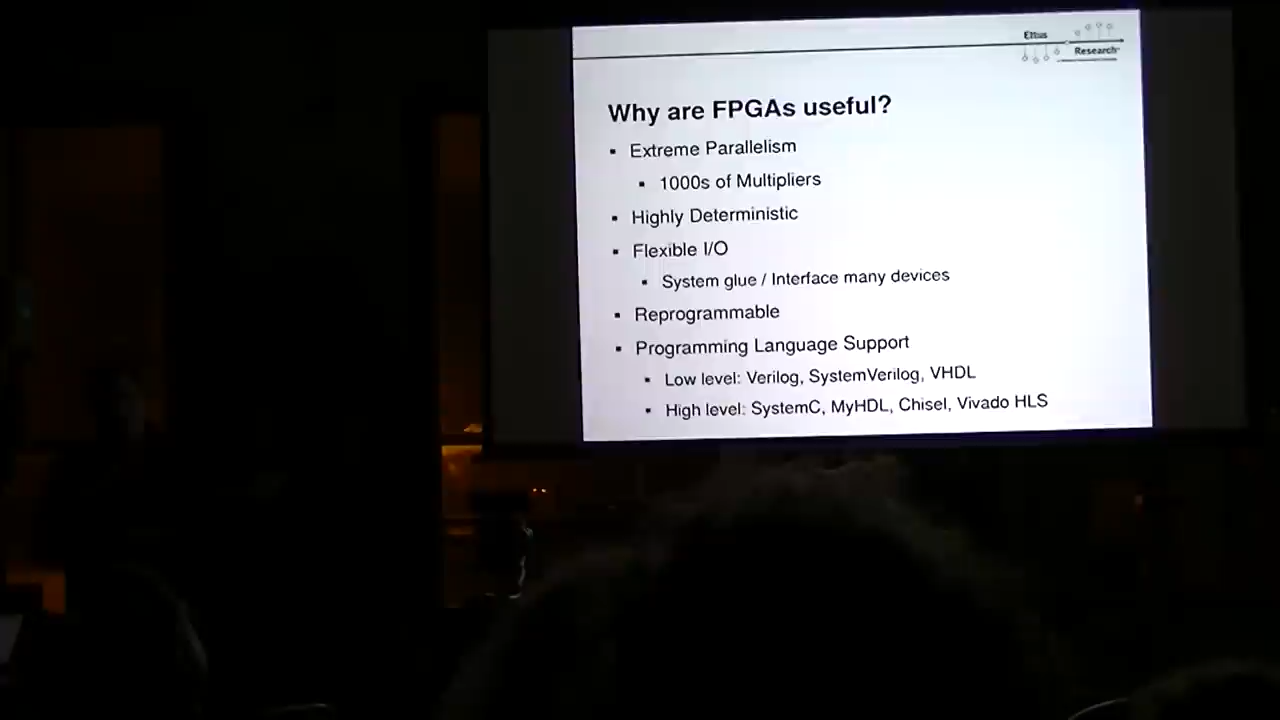 Ettus
Research
Why are FPGAs useful?
▪ Extreme Parallelism
▪ 1000s of Multipliers
▪ Highly Deterministic
▪ Flexible I/O
▪ System glue / Interface many devices
▪ Reprogrammable
▪ Programming Language Support
▪ Low level: Verilog, SystemVerilog, VHDL
▪ High level: SystemC, MyHDL, Chisel, Vivado HLS